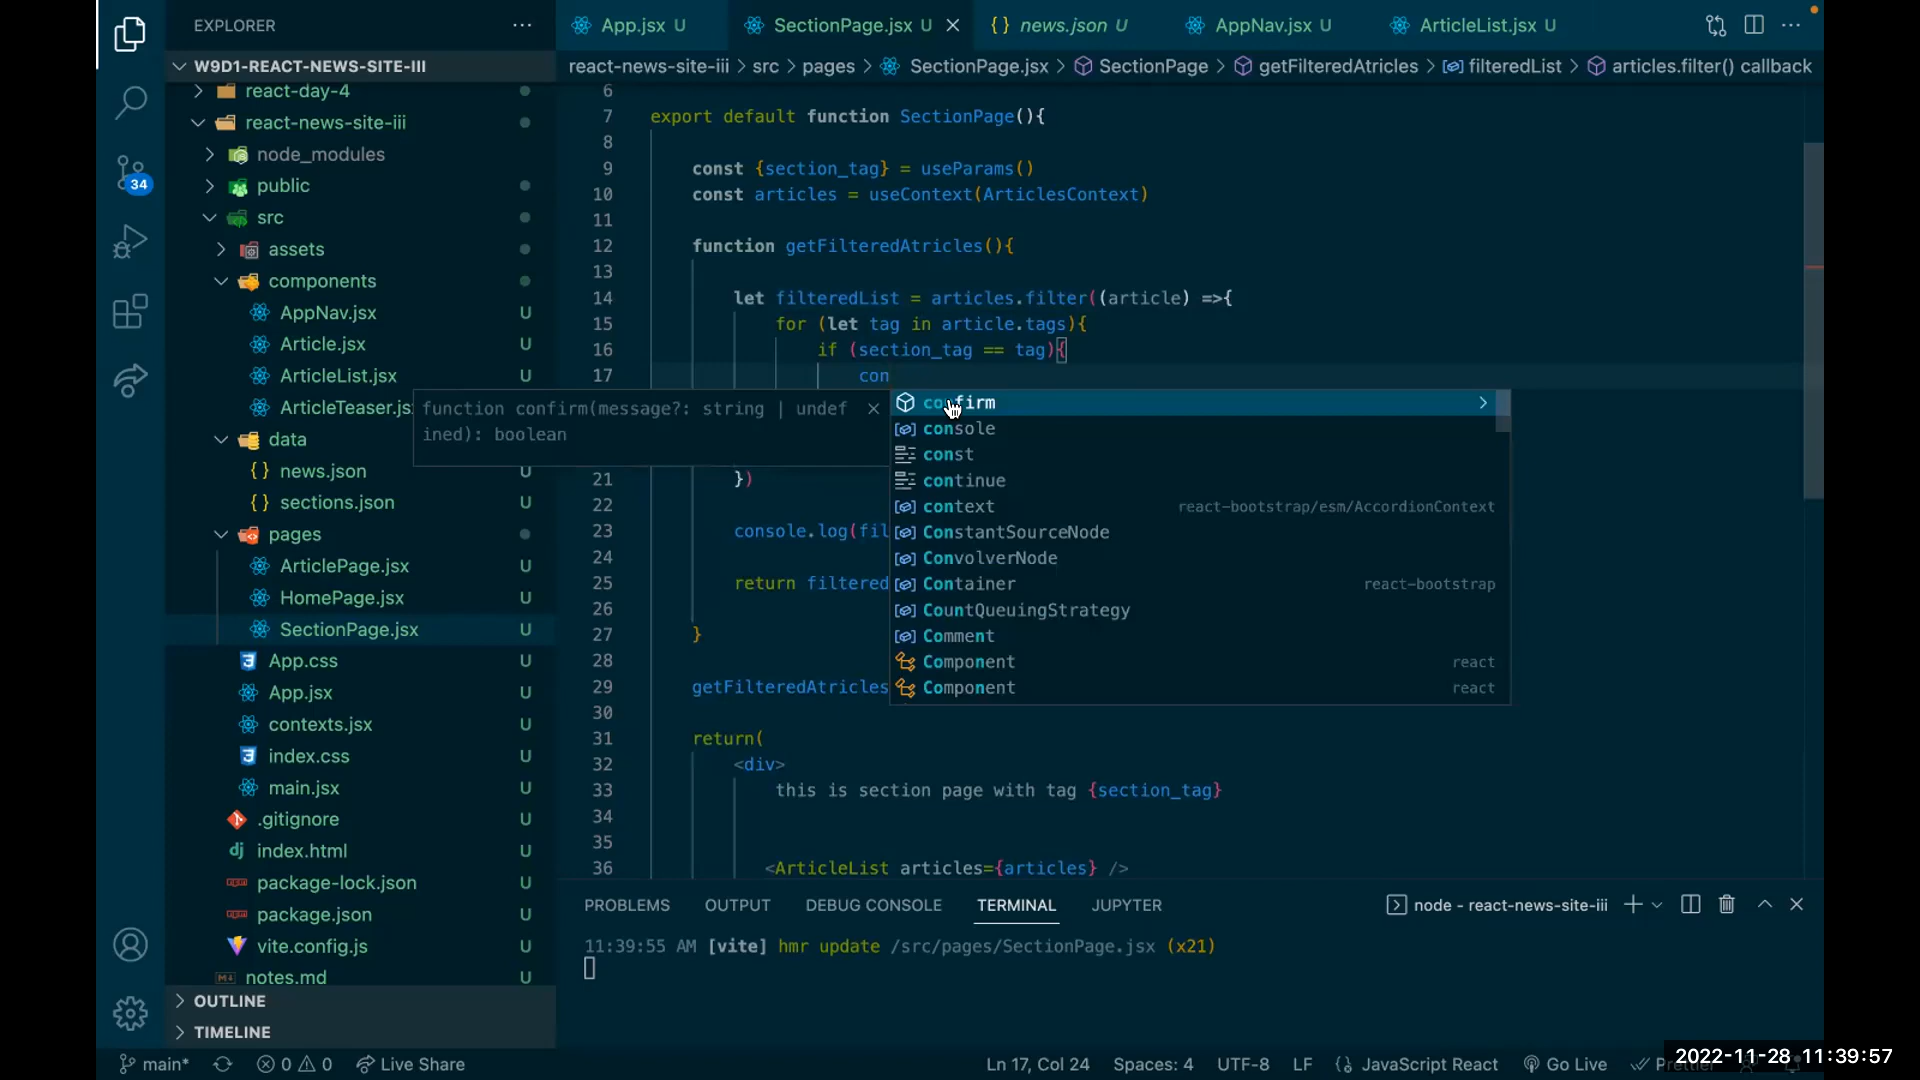 EXPLORER
App.jsx U
SectionPage.jsx U
news.json U
AppNav.jsx U
ArticleList.jsx U
W9D1-REACT-NEWS-SITE-III
react-news-site-iii > src > pages > SectionPage.jsx > SectionPage > getFilteredAtricles > filteredList > articles.filter() callback
react-day-4
react-news-site-iii
node_modules
public
src
assets
components
AppNav.jsx U
Article.jsx U
ArticleList.jsx U
ArticleTeaser.js
data
news.json U
sections.json U
pages
ArticlePage.jsx U
HomePage.jsx U
SectionPage.jsx U
App.css U
App.jsx U
contexts.jsx U
index.css U
main.jsx U
.gitignore U
index.html U
package-lock.json U
package.json U
vite.config.js U
notes.md U
OUTLINE
TIMELINE
34
6
7 export default function SectionPage(){
8
9 const {section_tag} = useParams()
10 const articles = useContext(ArticlesContext)
11
12 function getFilteredAtricles(){
13
14 let filteredList = articles.filter((article) =>{
15 for (let tag in article.tags){
16 if (section_tag == tag){
17 con
function confirm(message?: string | undef
ined): boolean
confirm
console
const
continue
context react-bootstrap/esm/AccordionContext
ConstantSourceNode
ConvolverNode
Container react-bootstrap
CountQueuingStrategy
Comment
Component react
Component react
21 })
22
23 console.log(fil
24
25 return filtered
26
27 }
28
29 getFilteredAtricles
30
31 return(
32 <div>
33 this is section page with tag {section_tag}
34
35
36 <ArticleList articles={articles} />
PROBLEMS OUTPUT DEBUG CONSOLE TERMINAL JUPYTER
node - react-news-site-iii
11:39:55 AM [vite] hmr update /src/pages/SectionPage.jsx (x21)
main* 0 0 Live Share
Ln 17, Col 24 Spaces: 4 UTF-8 LF JavaScript React Go Live
2022-11-28 11:39:57